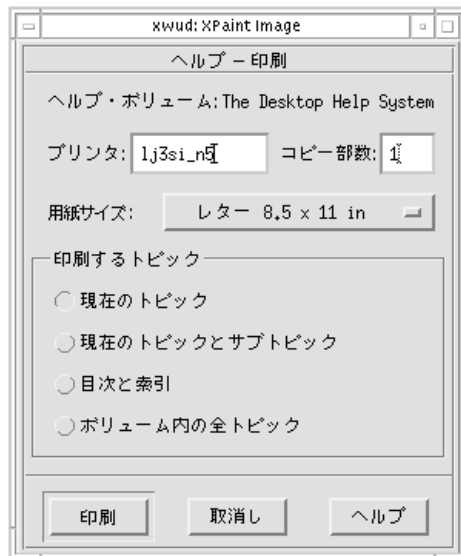 xwud: XPaint Image
ヘルプ - 印刷
ヘルプ・ボリューム: The Desktop Help System
プリンタ: lj3si_n5 コピー部数: 1
用紙サイズ: レター 8.5 x 11 in
印刷するトピック
現在のトピック
現在のトピックとサブトピック
目次と索引
ボリューム内の全トピック
印刷 取消し ヘルプ